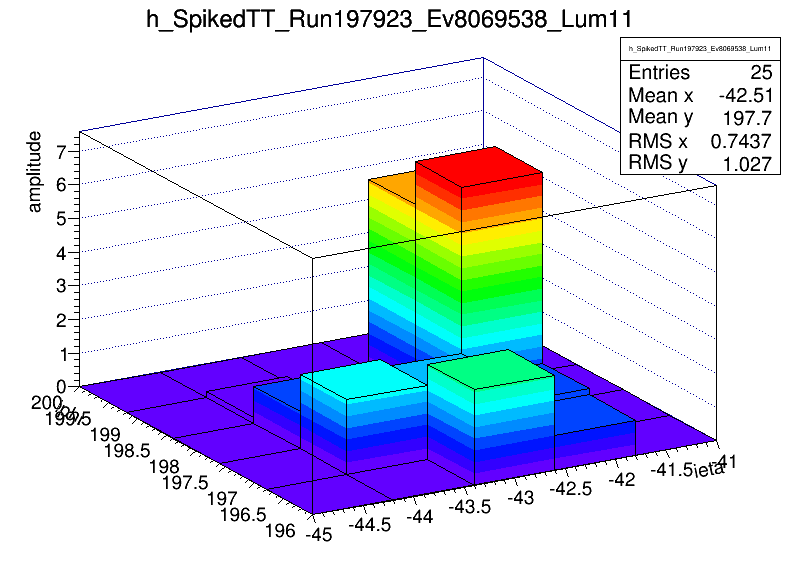 h_SpikedTT_Run197923_Ev8069538_Lum11
h_SpikedTT_Run197923_Ev8069538_Lum11
Entries 25
Mean x -42.51
Mean y 197.7
RMS x 0.7437
RMS y 1.027
amplitude
7
6
5
4
3
2
1
0
200
199.5
199
198.5
198
197.5
197
196.5
196
-45
-44.5
-44
-43.5
-43
-42.5
-42
-41.5
ieta
-41